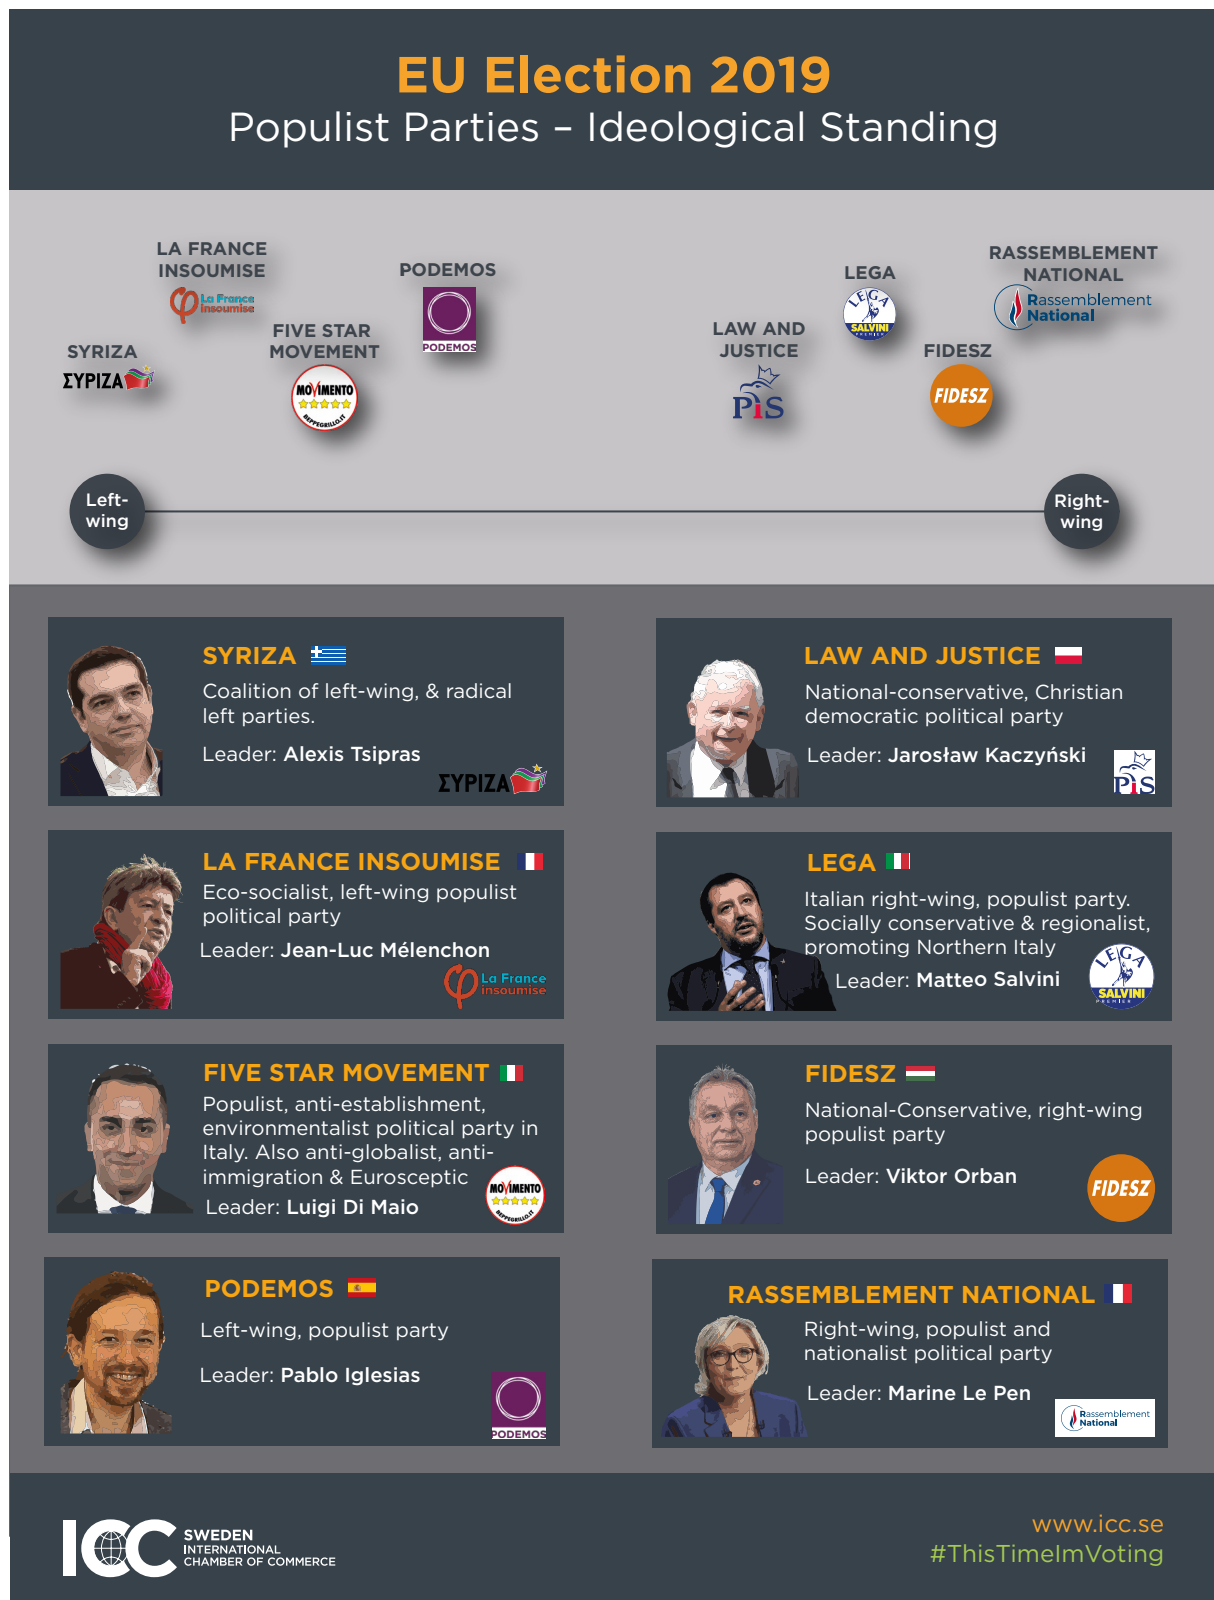 EU Election 2019
Populist Parties – Ideological Standing
LA FRANCE
INSOUMISE
La France
insoumise
PODEMOS
PODEMOS
FIVE STAR
MOVEMENT
MOVIMENTO
BEPPEGRILLO.IT
SYRIZA
ΣΥΡΙΖΑ
LAW AND
JUSTICE
PiS
LEGA
LEGA
SALVINI
PREMIER
RASSEMBLEMENT
NATIONAL
Rassemblement
National
FIDESZ
FIDESZ
Left-
wing
Right-
wing
SYRIZA
Coalition of left-wing, & radical
left parties.
Leader: Alexis Tsipras
ΣΥΡΙΖΑ
LAW AND JUSTICE
National-conservative, Christian
democratic political party
Leader: Jarosław Kaczyński
PiS
LA FRANCE INSOUMISE
Eco-socialist, left-wing populist
political party
Leader: Jean-Luc Mélenchon
La France
insoumise
LEGA
Italian right-wing, populist party.
Socially conservative & regionalist,
promoting Northern Italy
Leader: Matteo Salvini
LEGA
SALVINI
PREMIER
FIVE STAR MOVEMENT
Populist, anti-establishment,
environmentalist political party in
Italy. Also anti-globalist, anti-
immigration & Eurosceptic
Leader: Luigi Di Maio
MOVIMENTO
BEPPEGRILLO.IT
FIDESZ
National-Conservative, right-wing
populist party
Leader: Viktor Orban
FIDESZ
PODEMOS
Left-wing, populist party
Leader: Pablo Iglesias
PODEMOS
RASSEMBLEMENT NATIONAL
Right-wing, populist and
nationalist political party
Leader: Marine Le Pen
Rassemblement
National
ICC
SWEDEN
INTERNATIONAL
CHAMBER OF COMMERCE
www.icc.se
#ThisTimeImVoting